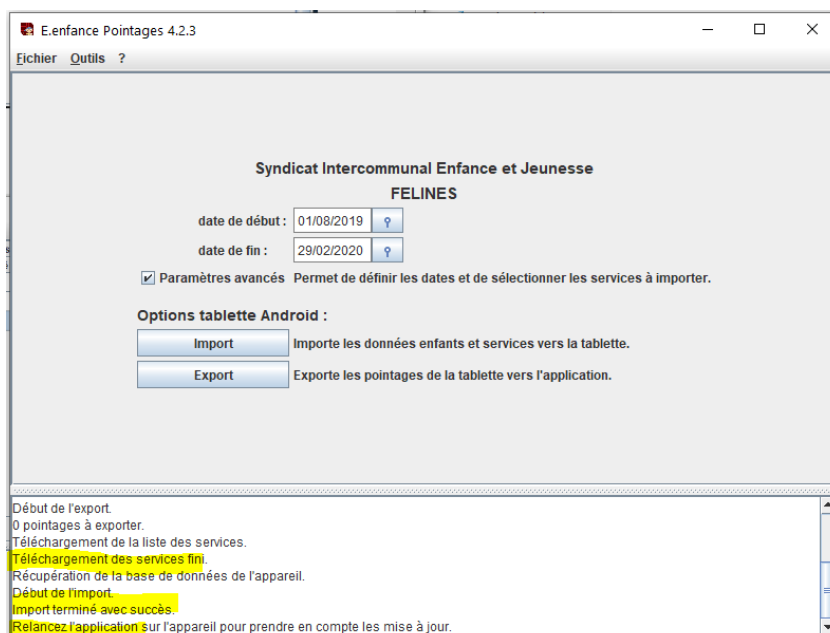 E.enfance Pointages 4.2.3
Fichier Outils ?
Syndicat Intercommunal Enfance et Jeunesse
FELINES
date de début : 01/08/2019
date de fin : 29/02/2020
Paramètres avancés Permet de définir les dates et de sélectionner les services à importer.
Options tablette Android :
Import Importe les données enfants et services vers la tablette.
Export Exporte les pointages de la tablette vers l'application.
Début de l'export.
0 pointages à exporter.
Téléchargement de la liste des services.
Téléchargement des services fini.
Récupération de la base de données de l'appareil.
Début de l'import.
Import terminé avec succès.
Relancez l'application sur l'appareil pour prendre en compte les mise à jour.